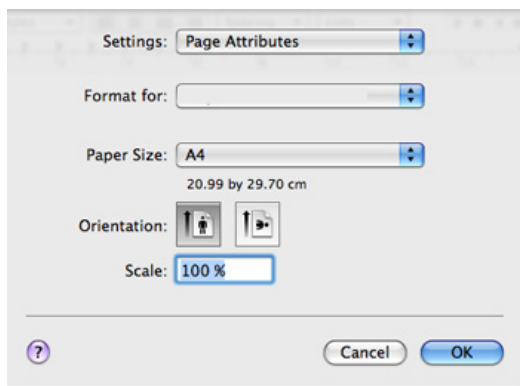 Settings: Page Attributes
Format for:
Paper Size: A4
20.99 by 29.70 cm
Orientation:
Scale: 100 %
?
Cancel OK